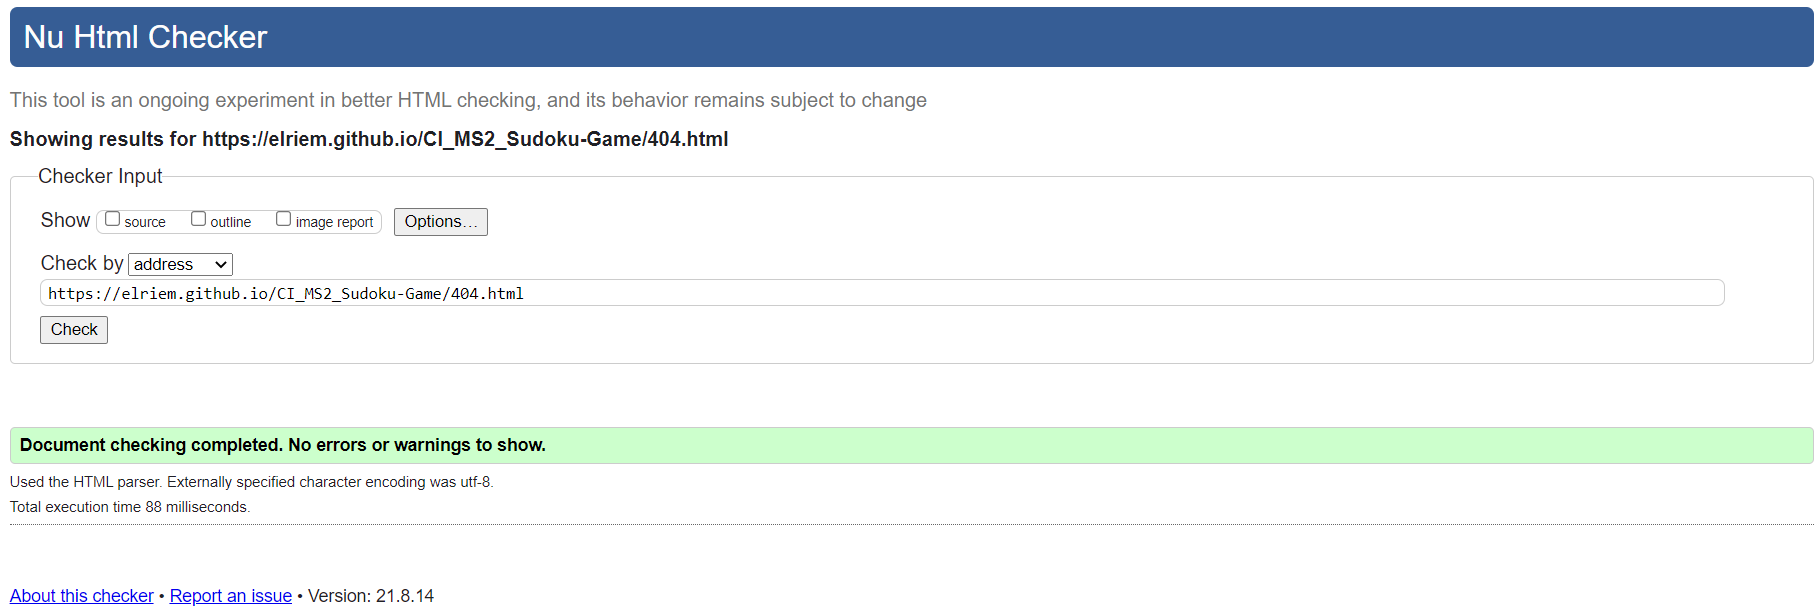 Nu Html Checker
This tool is an ongoing experiment in better HTML checking, and its behavior remains subject to change
Showing results for https://elriem.github.io/CI_MS2_Sudoku-Game/404.html
Checker Input
Show source outline image report Options...
Check by address
https://elriem.github.io/CI_MS2_Sudoku-Game/404.html
Check
Document checking completed. No errors or warnings to show.
Used the HTML parser. Externally specified character encoding was utf-8.
Total execution time 88 milliseconds.
About this checker • Report an issue • Version: 21.8.14